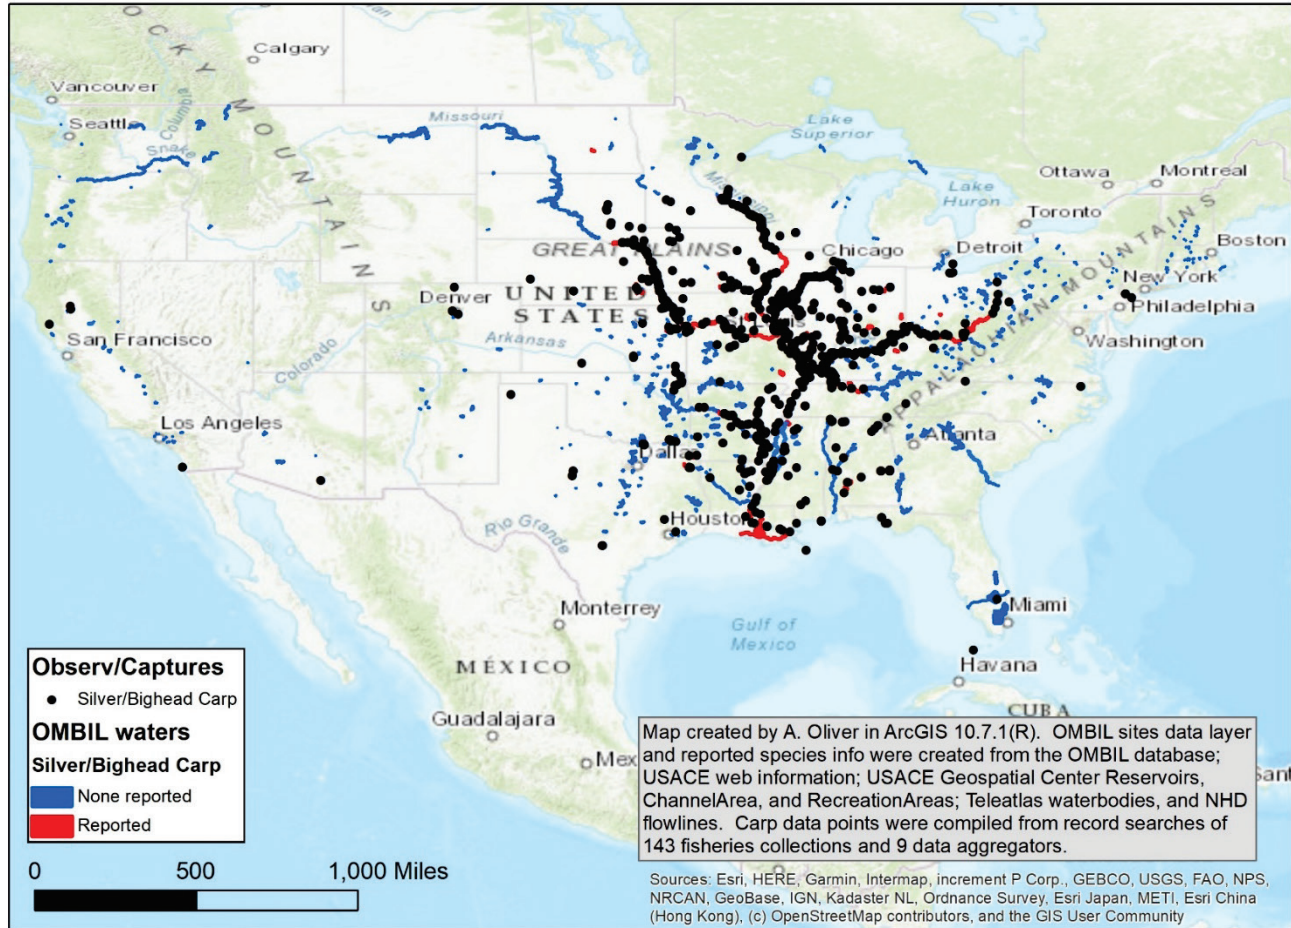 Calgary
Vancouver
Seattle
Columbia
Snake
ROCKY MOUNTAINS
Missouri
Lake
Superior
Mississippi
Ottawa
Montreal
Lake
Huron
Toronto
GREAT PLAINS
Chicago
Detroit
Boston
New York
Philadelphia
Washington
APPALACHIAN MOUNTAINS
Denver
UNITED
STATES
San Francisco
Colorado
Arkansas
Los Angeles
Atlanta
Dallas
Houston
Rio Grande
Monterrey
Miami
Gulf of
Mexico
Havana
MÉXICO
CUBA
Guadalajara
Mex
Sant
Observ/Captures
Silver/Bighead Carp
OMBIL waters
Silver/Bighead Carp
None reported
Reported
0 500 1,000 Miles
Map created by A. Oliver in ArcGIS 10.7.1(R). OMBIL sites data layer
and reported species info were created from the OMBIL database;
USACE web information; USACE Geospatial Center Reservoirs,
ChannelArea, and RecreationAreas; Teleatlas waterbodies, and NHD
flowlines. Carp data points were compiled from record searches of
143 fisheries collections and 9 data aggregators.
Sources: Esri, HERE, Garmin, Intermap, increment P Corp., GEBCO, USGS, FAO, NPS,
NRCAN, GeoBase, IGN, Kadaster NL, Ordnance Survey, Esri Japan, METI, Esri China
(Hong Kong), (c) OpenStreetMap contributors, and the GIS User Community